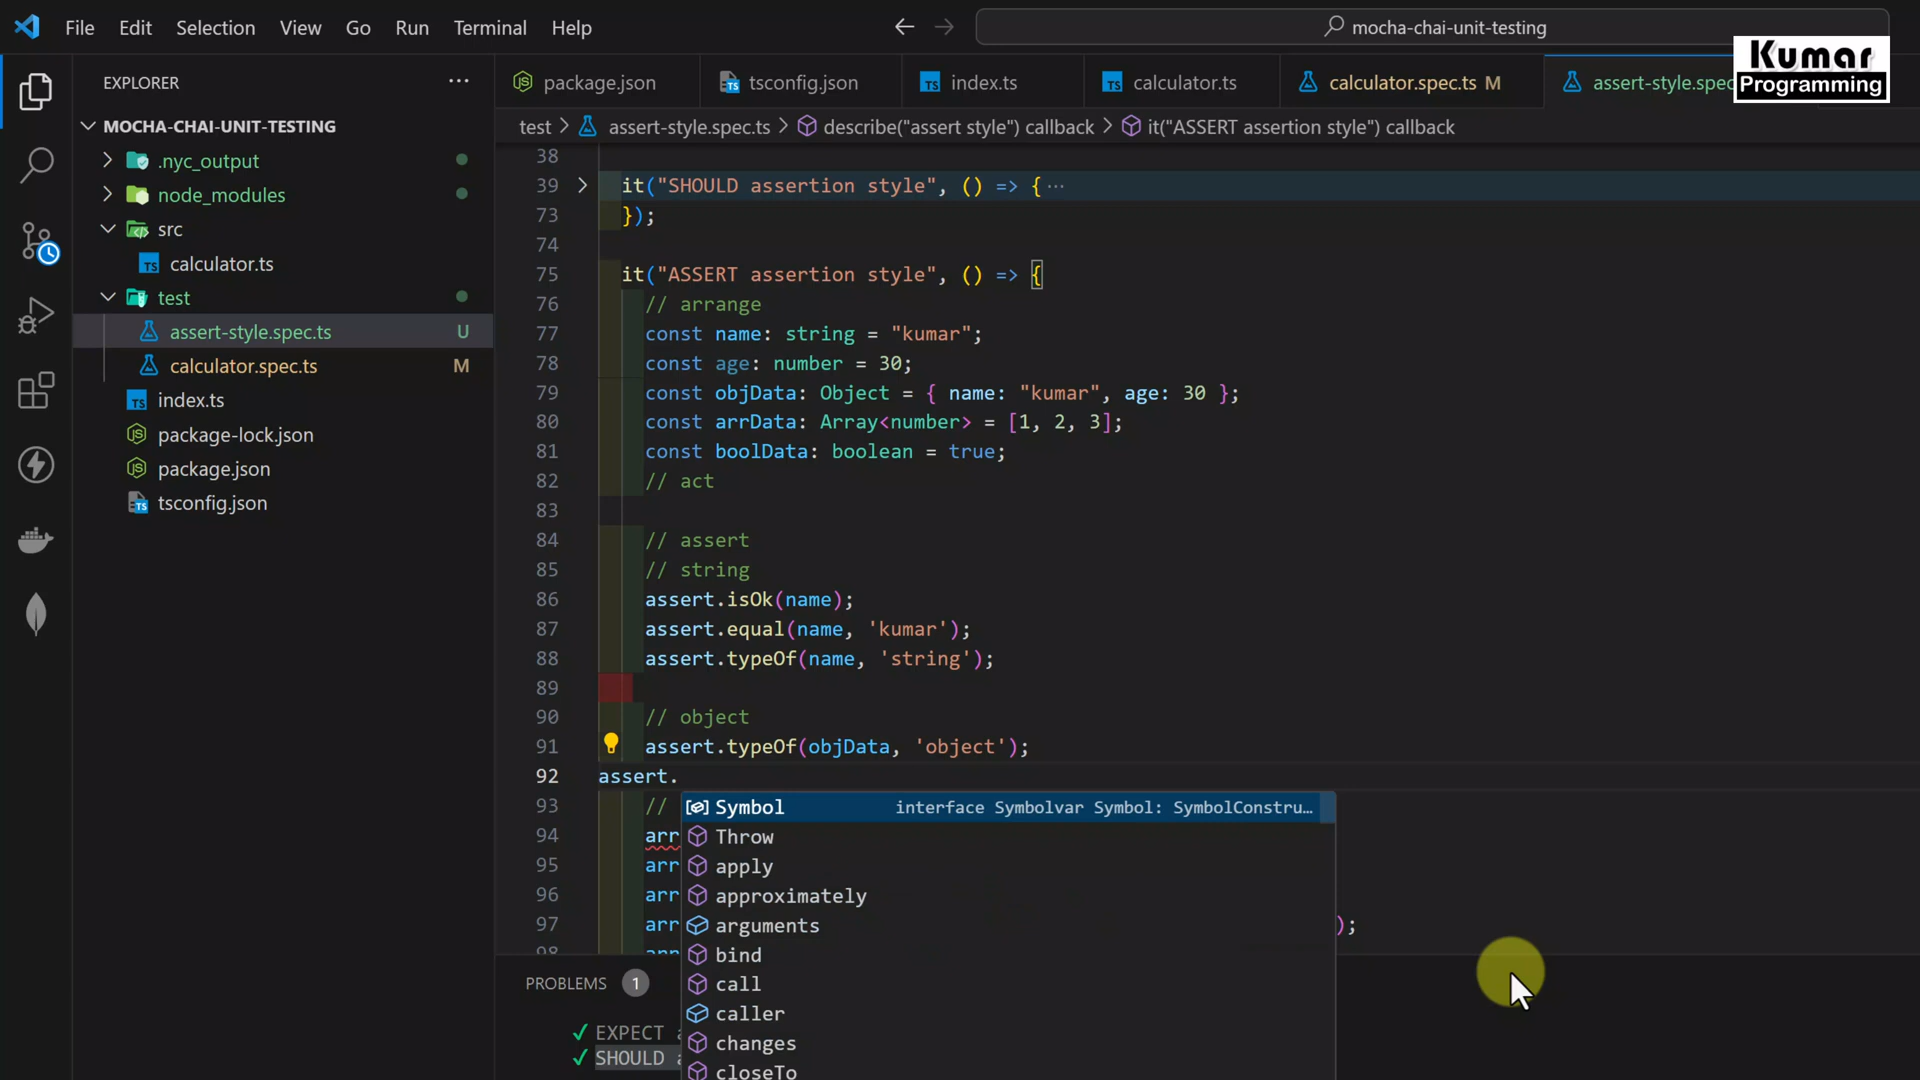 File Edit Selection View Go Run Terminal Help
mocha-chai-unit-testing
Kumar
Programming
EXPLORER ···
package.json
tsconfig.json
index.ts
calculator.ts
calculator.spec.ts M
assert-style.spec
test > assert-style.spec.ts > describe("assert style") callback > it("ASSERT assertion style") callback
MOCHA-CHAI-UNIT-TESTING
.nyc_output
node_modules
src
calculator.ts
test
assert-style.spec.ts U
calculator.spec.ts M
index.ts
package-lock.json
package.json
tsconfig.json
38
39 it("SHOULD assertion style", () => { ···
73 });
74
75 it("ASSERT assertion style", () => {
76 // arrange
77 const name: string = "kumar";
78 const age: number = 30;
79 const objData: Object = { name: "kumar", age: 30 };
80 const arrData: Array<number> = [1, 2, 3];
81 const boolData: boolean = true;
82 // act
83
84 // assert
85 // string
86 assert.isOk(name);
87 assert.equal(name, 'kumar');
88 assert.typeOf(name, 'string');
89
90 // object
91 assert.typeOf(objData, 'object');
92 assert.
93 //
94 arr
95 arr
96 arr
97 arr );
98 arr
Symbol interface Symbolvar Symbol: SymbolConstru…
Throw
apply
approximately
arguments
bind
call
caller
changes
closeTo
PROBLEMS 1
✓ EXPECT a
✓ SHOULD a